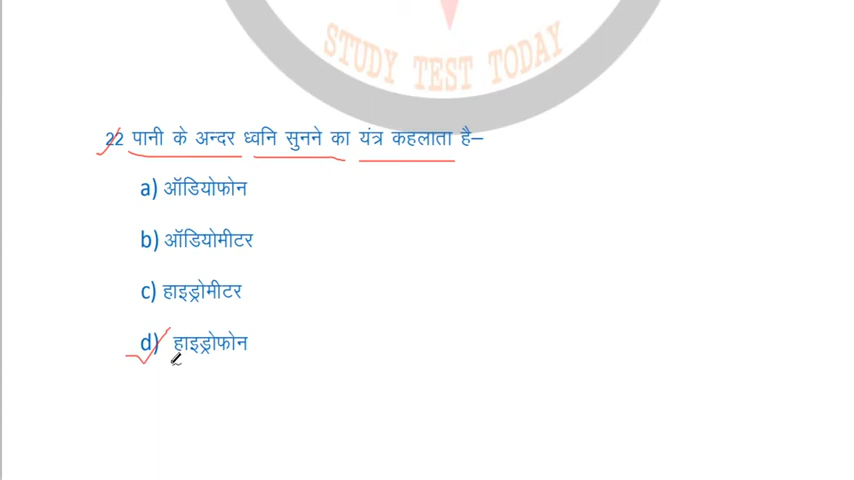 STUDY TEST TODAY
22 पानी के अन्दर ध्वनि सुनने का यंत्र कहलाता है–
a) ऑडियोफोन
b) ऑडियोमीटर
c) हाइड्रोमीटर
d) हाइड्रोफोन